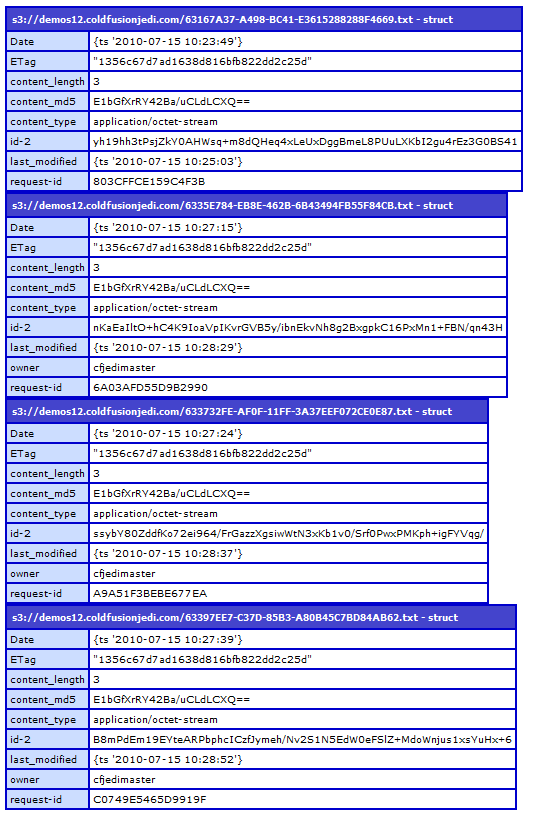 s3://demos12.coldfusionjedi.com/63167A37-A498-BC41-E3615288288F4669.txt - struct
Date {ts '2010-07-15 10:23:49'}
ETag "1356c67d7ad1638d816bfb822dd2c25d"
content_length 3
content_md5 E1bGfXrRY42Ba/uCLdLCXQ==
content_type application/octet-stream
id-2 yh19hh3tPsjZkY0AHWsq+m8dQHeq4xLeUxDggBmeL8PUuLXKbI2gu4rEz3G0BS41
last_modified {ts '2010-07-15 10:25:03'}
request-id 803CFFCE159C4F3B
s3://demos12.coldfusionjedi.com/6335E784-EB8E-462B-6B43494FB55F84CB.txt - struct
Date {ts '2010-07-15 10:27:15'}
ETag "1356c67d7ad1638d816bfb822dd2c25d"
content_length 3
content_md5 E1bGfXrRY42Ba/uCLdLCXQ==
content_type application/octet-stream
id-2 nKaEaIltO+hC4K9IoaVpIKvrGVB5y/ibnEkvNh8g2BxgpkC16PxMn1+FBN/qn43H
last_modified {ts '2010-07-15 10:28:29'}
owner cfjedimaster
request-id 6A03AFD55D9B2990
s3://demos12.coldfusionjedi.com/633732FE-AF0F-11FF-3A37EEF072CE0E87.txt - struct
Date {ts '2010-07-15 10:27:24'}
ETag "1356c67d7ad1638d816bfb822dd2c25d"
content_length 3
content_md5 E1bGfXrRY42Ba/uCLdLCXQ==
content_type application/octet-stream
id-2 ssybY80ZddfKo72ei964/FrGazzXgsiwWtN3xKb1v0/Srf0PwxPMKph+igFYVqg/
last_modified {ts '2010-07-15 10:28:37'}
owner cfjedimaster
request-id A9A51F3BEBE677EA
s3://demos12.coldfusionjedi.com/63397EE7-C37D-85B3-A80B45C7BD84AB62.txt - struct
Date {ts '2010-07-15 10:27:39'}
ETag "1356c67d7ad1638d816bfb822dd2c25d"
content_length 3
content_md5 E1bGfXrRY42Ba/uCLdLCXQ==
content_type application/octet-stream
id-2 B8mPdEm19EYteARPbphcICzfJymeh/Nv2S1N5EdW0eFSlZ+MdoWnjus1xsYuHx+6
last_modified {ts '2010-07-15 10:28:52'}
owner cfjedimaster
request-id C0749E5465D9919F